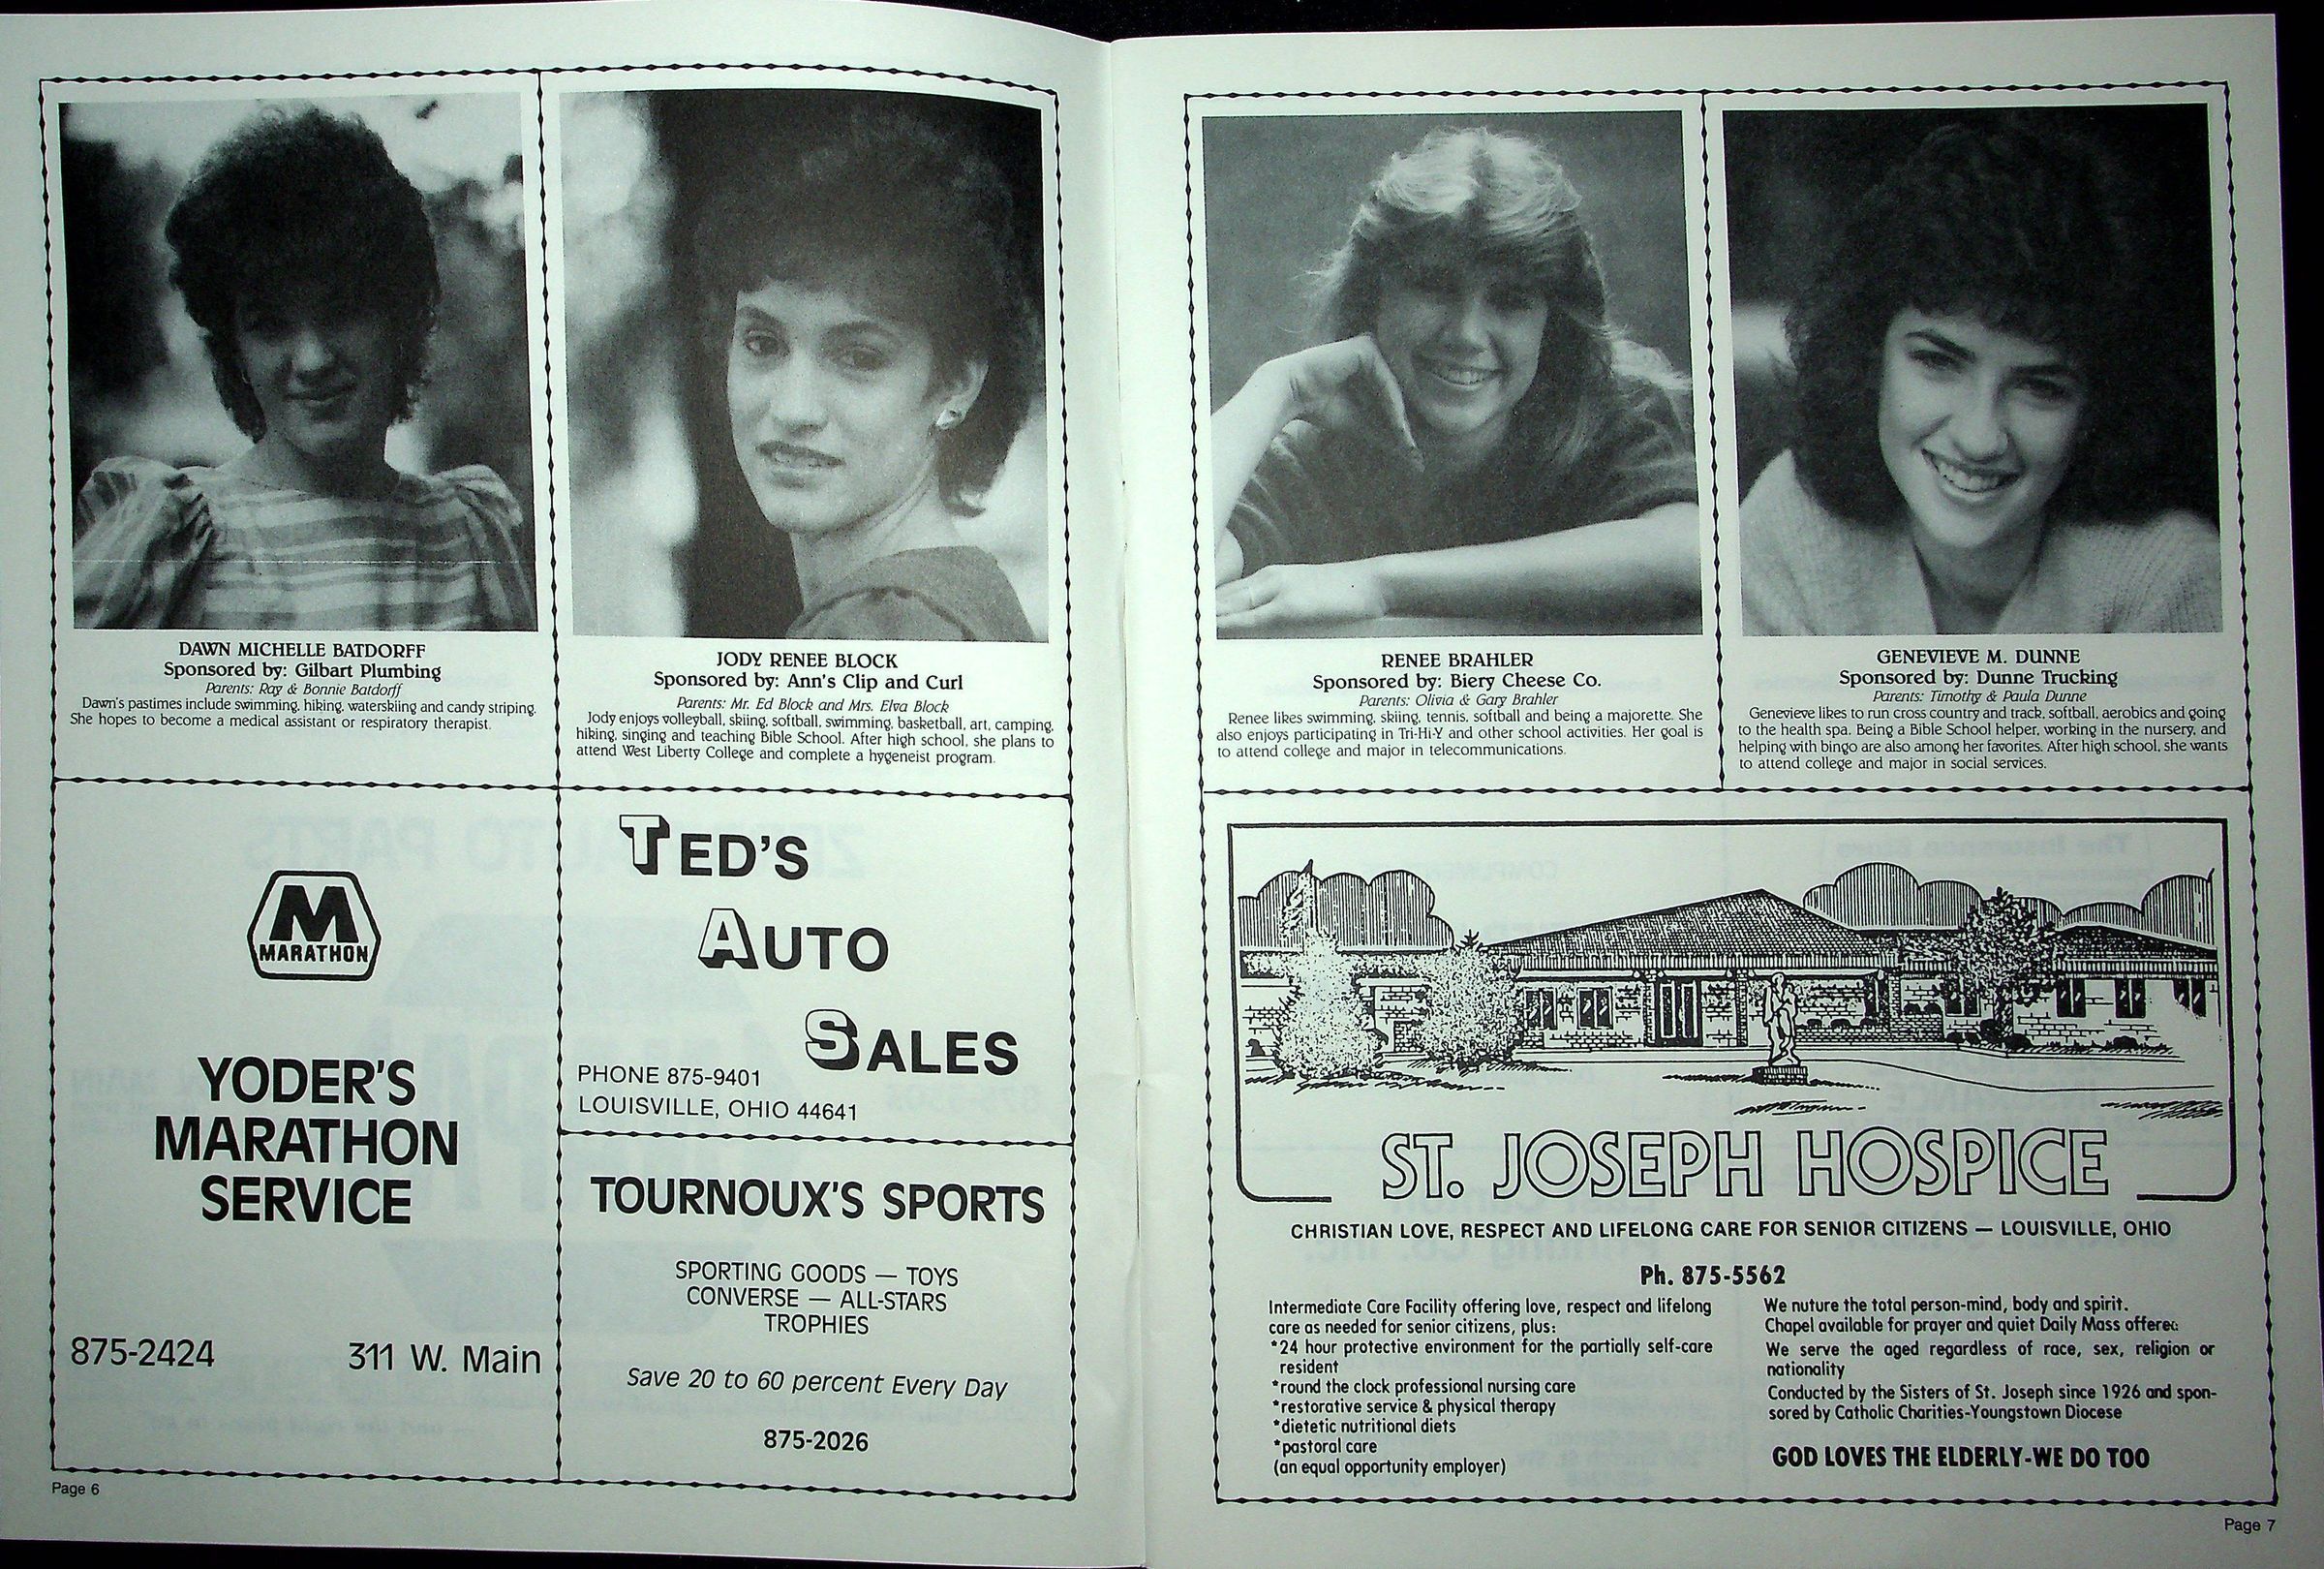 DAWN MICHELLE BATDORFF
Sponsored by: Gilbart Plumbing
Parents: Ray & Bonnie Batdorff
Dawn's pastimes include swimming, hiking, waterskiing and candy striping.
She hopes to become a medical assistant or respiratory therapist.
JODY RENEE BLOCK
Sponsored by: Ann's Clip and Curl
Parents: Mr. Ed Block and Mrs. Elva Block
Jody enjoys volleyball, skiing, softball, swimming, basketball, art, camping,
hiking, singing and teaching Bible School. After high school, she plans to
attend West Liberty College and complete a hygeneist program.
MARATHON
YODER'S
MARATHON
SERVICE
875-2424 311 W. Main
TED'S
AUTO
SALES
PHONE 875-9401
LOUISVILLE, OHIO 44641
TOURNOUX'S SPORTS
SPORTING GOODS — TOYS
CONVERSE — ALL-STARS
TROPHIES
Save 20 to 60 percent Every Day
875-2026
Page 6
RENEE BRAHLER
Sponsored by: Biery Cheese Co.
Parents: Olivia & Gary Brahler
Renee likes swimming, skiing, tennis, softball and being a majorette. She
also enjoys participating in Tri-Hi-Y and other school activities. Her goal is
to attend college and major in telecommunications.
GENEVIEVE M. DUNNE
Sponsored by: Dunne Trucking
Parents: Timothy & Paula Dunne
Genevieve likes to run cross country and track, softball, aerobics and going
to the health spa. Being a Bible School helper, working in the nursery, and
helping with bingo are also among her favorites. After high school, she wants
to attend college and major in social services.
ST. JOSEPH HOSPICE
CHRISTIAN LOVE, RESPECT AND LIFELONG CARE FOR SENIOR CITIZENS — LOUISVILLE, OHIO
Ph. 875-5562
Intermediate Care Facility offering love, respect and lifelong
care as needed for senior citizens, plus:
*24 hour protective environment for the partially self-care
resident
*round the clock professional nursing care
*restorative service & physical therapy
*dietetic nutritional diets
*pastoral care
(an equal opportunity employer)
We nuture the total person-mind, body and spirit.
Chapel available for prayer and quiet Daily Mass offered
We serve the aged regardless of race, sex, religion or
nationality
Conducted by the Sisters of St. Joseph since 1926 and spon-
sored by Catholic Charities-Youngstown Diocese
GOD LOVES THE ELDERLY-WE DO TOO
Page 7